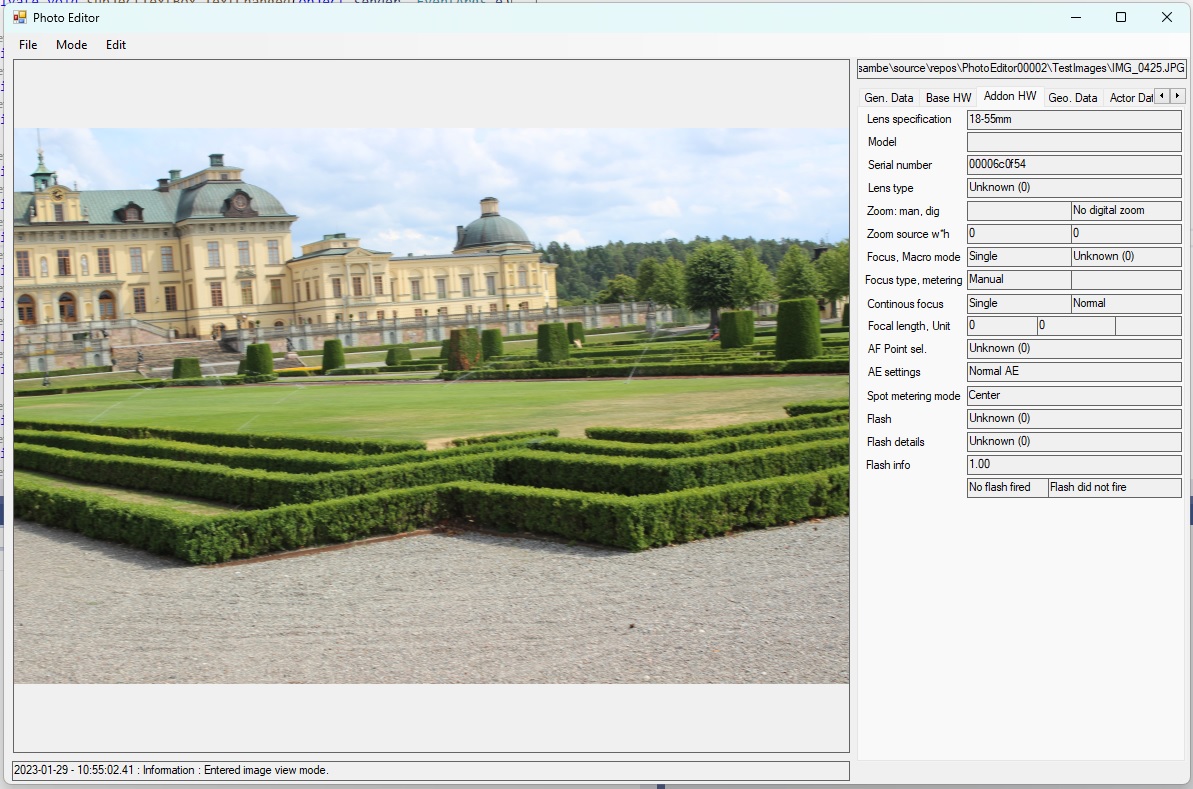 Photo Editor
File Mode Edit
sambe\source\repos\PhotoEditor00002\TestImages\IMG_0425.JPG
Gen. Data Base HW Addon HW Geo. Data Actor Dat
Lens specification 18-55mm
Model
Serial number 00006c0f54
Lens type Unknown (0)
Zoom: man, dig No digital zoom
Zoom source w*h 0 0
Focus, Macro mode Single Unknown (0)
Focus type, metering Manual
Continous focus Single Normal
Focal length, Unit 0 0
AF Point sel. Unknown (0)
AE settings Normal AE
Spot metering mode Center
Flash Unknown (0)
Flash details Unknown (0)
Flash info 1.00
No flash fired Flash did not fire
2023-01-29 - 10:55:02.41 : Information : Entered image view mode.